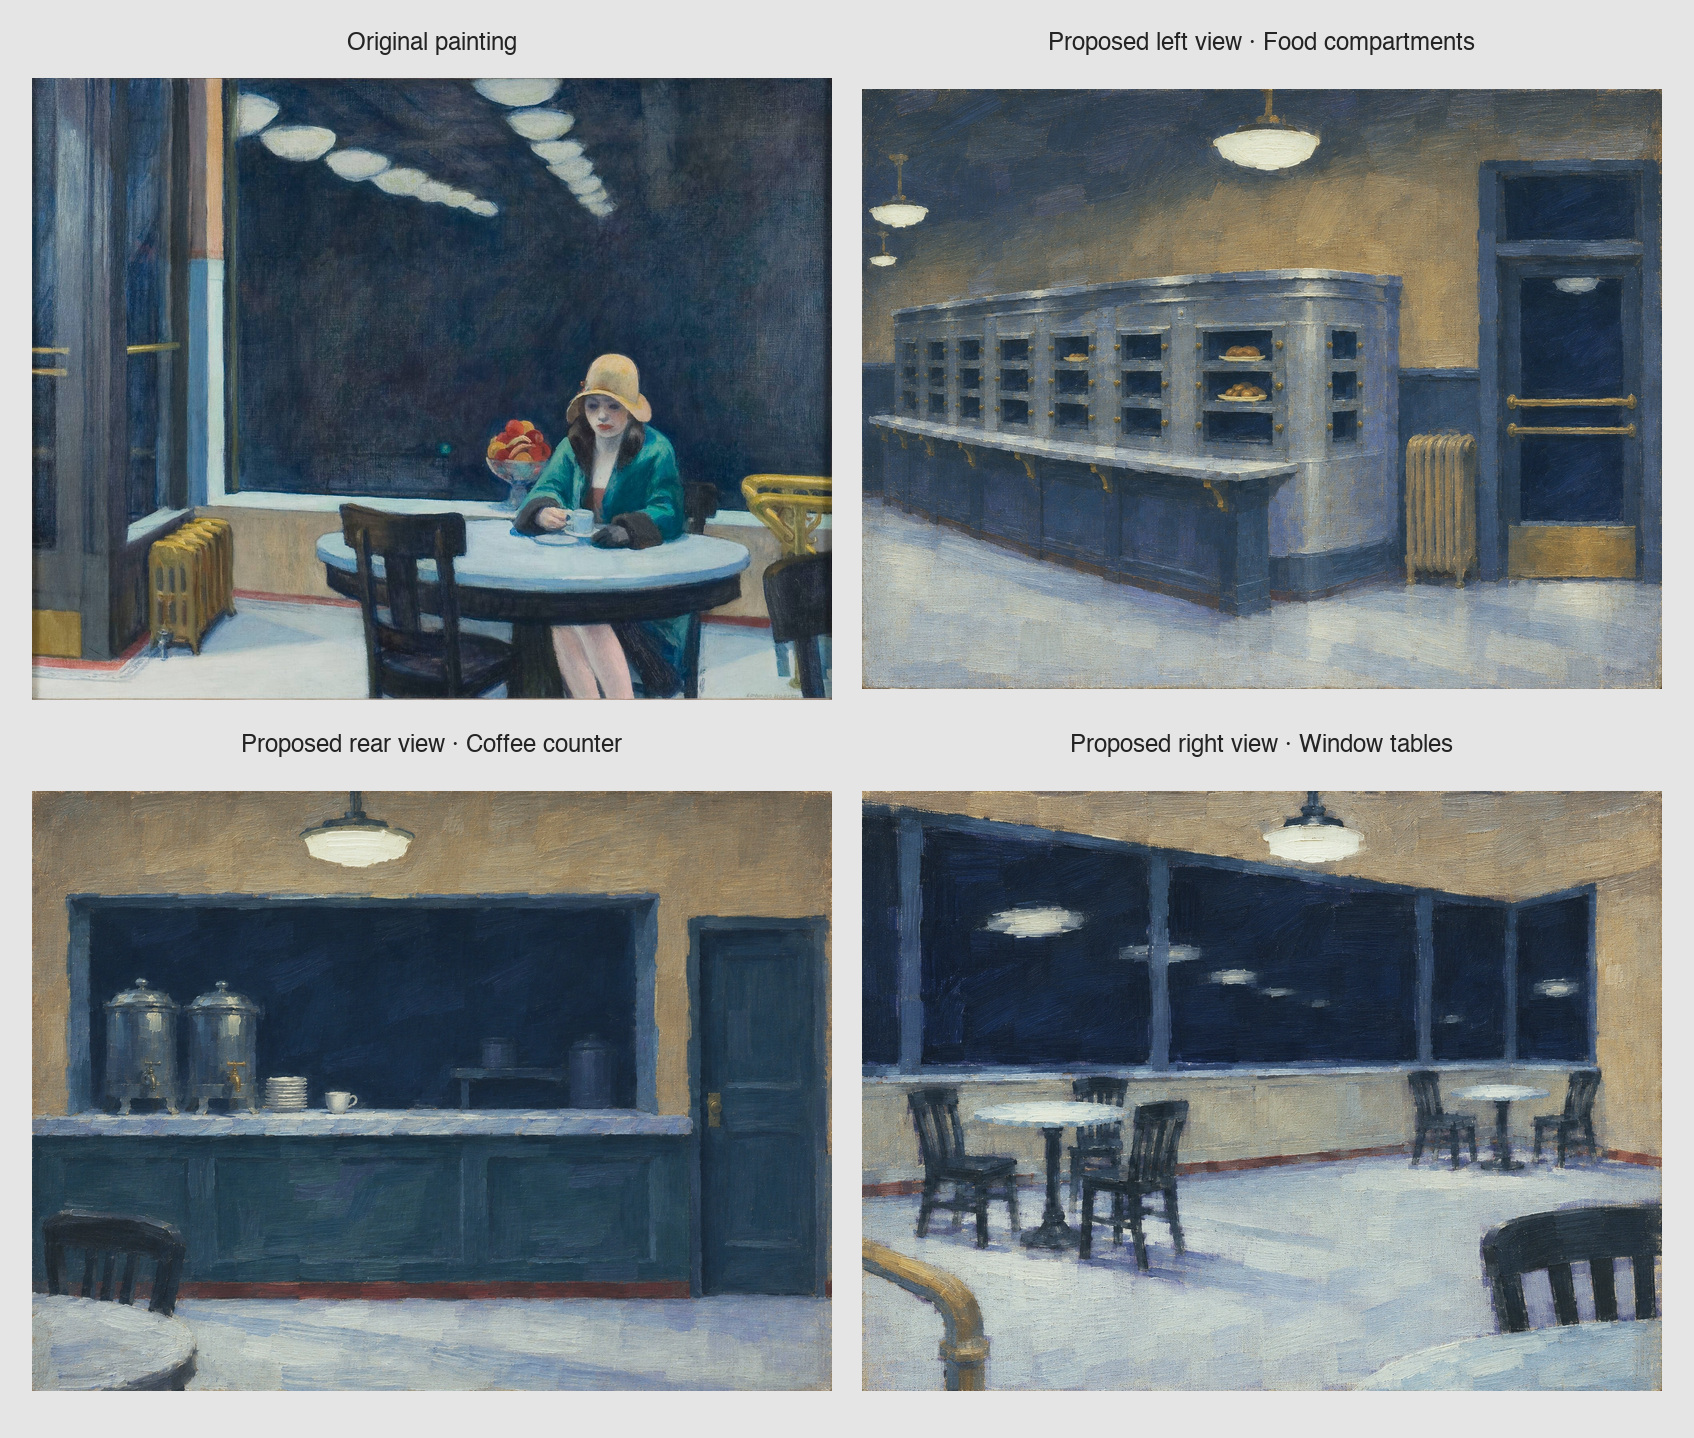 Original painting
Proposed left view · Food compartments
Proposed rear view · Coffee counter
Proposed right view · Window tables